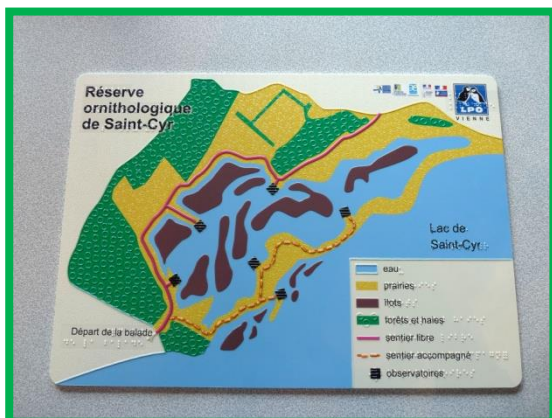 Réserve
ornithologique
de Saint-Cyr
LPO
VIENNE
Lac de
Saint-Cyr
Départ de la balade
eau
prairies
îlots
forêts et haies
sentier libre
sentier accompagné
observatoires